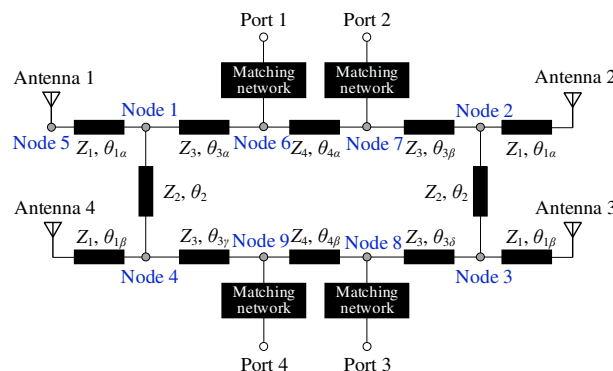 Port 1
Port 2
Antenna 1
Matching network
Matching network
Antenna 2
Node 1
Node 2
Node 5
Z1, θ1α
Z3, θ3α
Node 6
Z4, θ4α
Node 7
Z3, θ3β
Z1, θ1α
Z2, θ2
Z2, θ2
Antenna 4
Antenna 3
Z1, θ1β
Z3, θ3γ
Node 9
Z4, θ4β
Node 8
Z3, θ3δ
Z1, θ1β
Node 4
Node 3
Matching network
Matching network
Port 4
Port 3